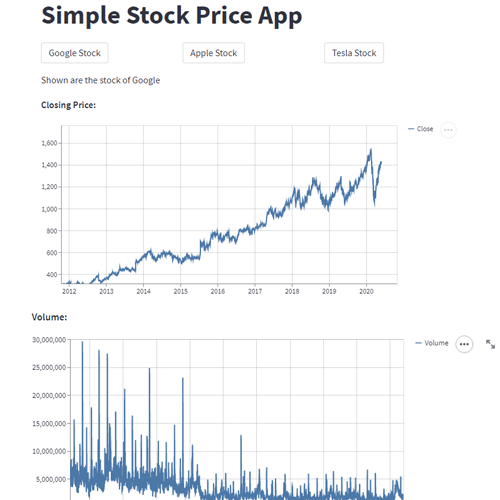 Simple Stock Price App
Google Stock Apple Stock Tesla Stock
Shown are the stock of Google
Closing Price:
Close
1,600
1,400
1,200
1,000
800
600
400
2012 2013 2014 2015 2016 2017 2018 2019 2020
Volume:
Volume
30,000,000
25,000,000
20,000,000
15,000,000
10,000,000
5,000,000